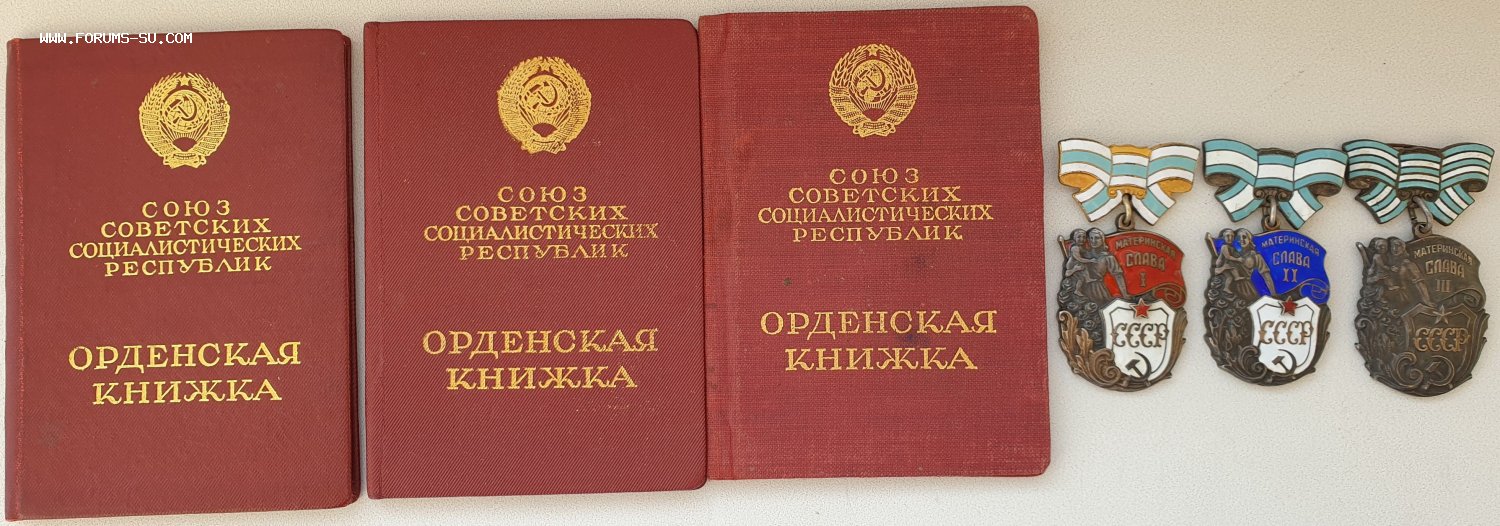 WWW.FORUMS-SU.COM
СОЮЗ
СОВЕТСКИХ
СОЦИАЛИСТИЧЕСКИХ
РЕСПУБЛИК
ОРДЕНСКАЯ
КНИЖКА
СОЮЗ
СОВЕТСКИХ
СОЦИАЛИСТИЧЕСКИХ
РЕСПУБЛИК
ОРДЕНСКАЯ
КНИЖКА
СОЮЗ
СОВЕТСКИХ
СОЦИАЛИСТИЧЕСКИХ
РЕСПУБЛИК
ОРДЕНСКАЯ
КНИЖКА
МАТЕРИНСКАЯ
СЛАВА
I
СССР
МАТЕРИНСКАЯ
СЛАВА
II
СССР
МАТЕРИНСКАЯ
СЛАВА
III
СССР